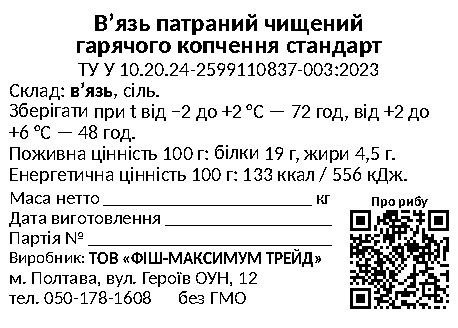 В’язь патраний чищений
гарячого копчення стандарт
ТУ У 10.20.24-2599110837-003:2023
Склад: в’язь, сіль.
Зберігати при t від −2 до +2 °C — 72 год, від +2 до
+6 °C — 48 год.
Поживна цінність 100 г: білки 19 г, жири 4,5 г.
Енергетична цінність 100 г: 133 ккал / 556 кДж.
Маса нетто ______________________ кг
Дата виготовлення _________________
Партія № _________________________
Про рибу
Виробник: ТОВ «ФІШ-МАКСИМУМ ТРЕЙД»
м. Полтава, вул. Героїв ОУН, 12
тел. 050-178-1608 без ГМО